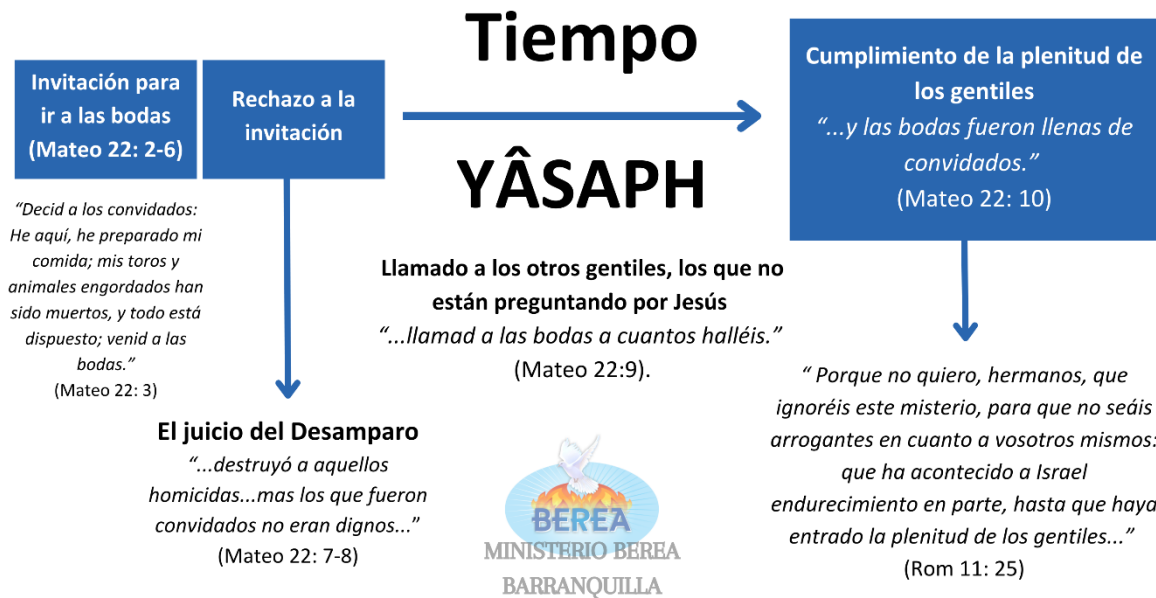 Invitación para
ir a las bodas
(Mateo 22: 2-6)
“Decid a los convidados:
He aquí, he preparado mi
comida; mis toros y
animales engordados han
sido muertos, y todo está
dispuesto; venid a las
bodas.”
(Mateo 22: 3)
Rechazo a la
invitación
El juicio del Desamparo
“...destruyó a aquellos
homicidas...mas los que fueron
convidados no eran dignos...”
(Mateo 22: 7-8)
Tiempo
YÂSAPH
Llamado a los otros gentiles, los que no
están preguntando por Jesús
“...llamad a las bodas a cuantos halléis.”
(Mateo 22:9).
BEREA
MINISTERIO BEREA
BARRANQUILLA
Cumplimiento de la plenitud de
los gentiles
“...y las bodas fueron llenas de
convidados.”
(Mateo 22: 10)
“ Porque no quiero, hermanos, que
ignoréis este misterio, para que no seáis
arrogantes en cuanto a vosotros mismos:
que ha acontecido a Israel
endurecimiento en parte, hasta que haya
entrado la plenitud de los gentiles...”
(Rom 11: 25)